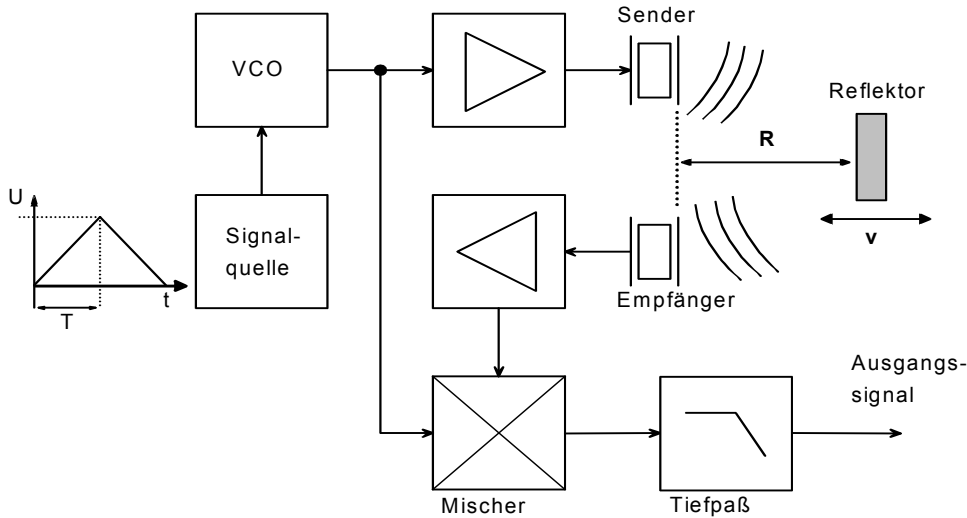 Sender
VCO
Reflektor
R
U
Signal-
quelle
v
t
T
Empfänger
Ausgangs-
signal
Mischer
Tiefpaß